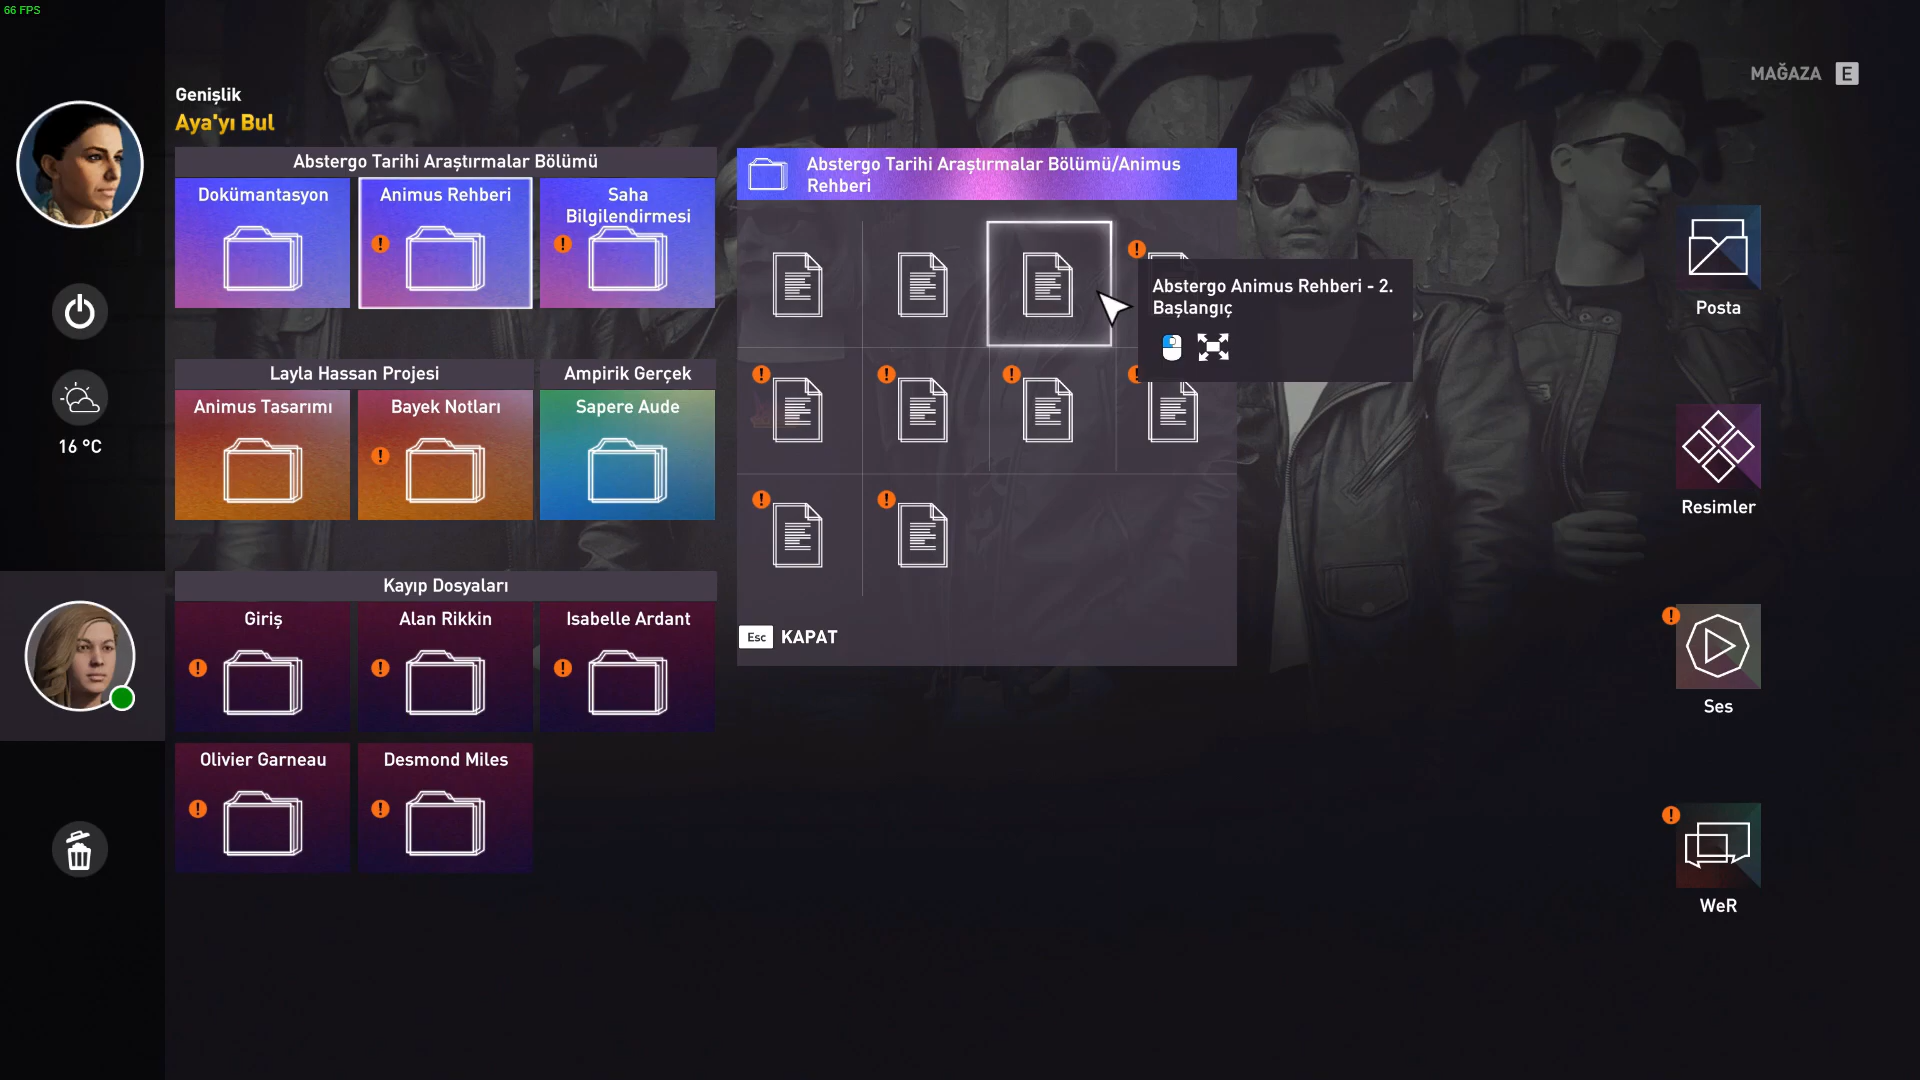 66 FPS
MAĞAZA E
Genişlik
Aya'yı Bul
Abstergo Tarihi Araştırmalar Bölümü
Dokümantasyon
Animus Rehberi
Saha
Bilgilendirmesi
Abstergo Tarihi Araştırmalar Bölümü/Animus
Rehberi
Abstergo Animus Rehberi - 2.
Başlangıç
Posta
Layla Hassan Projesi
Ampirik Gerçek
Animus Tasarımı
Bayek Notları
Sapere Aude
16 °C
Resimler
Kayıp Dosyaları
Giriş
Alan Rikkin
Isabelle Ardant
Esc KAPAT
Ses
Olivier Garneau
Desmond Miles
WeR